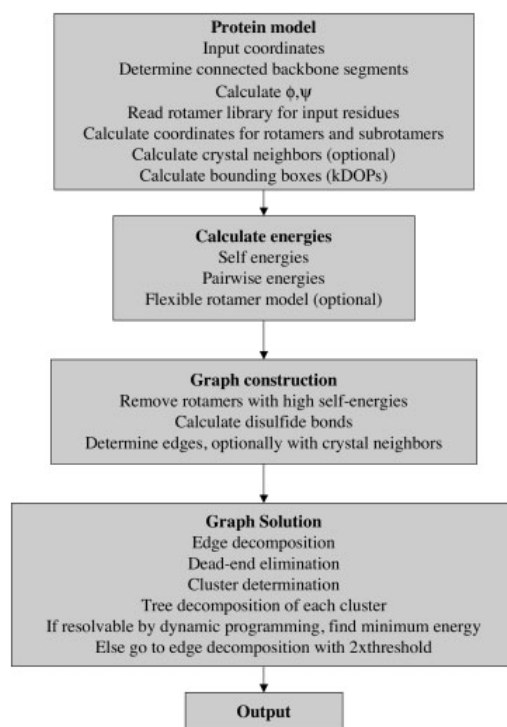 Protein model
Input coordinates
Determine connected backbone segments
Calculate ϕ,ψ
Read rotamer library for input residues
Calculate coordinates for rotamers and subrotamers
Calculate crystal neighbors (optional)
Calculate bounding boxes (kDOPs)
Calculate energies
Self energies
Pairwise energies
Flexible rotamer model (optional)
Graph construction
Remove rotamers with high self-energies
Calculate disulfide bonds
Determine edges, optionally with crystal neighbors
Graph Solution
Edge decomposition
Dead-end elimination
Cluster determination
Tree decomposition of each cluster
If resolvable by dynamic programming, find minimum energy
Else go to edge decomposition with 2xthreshold
Output